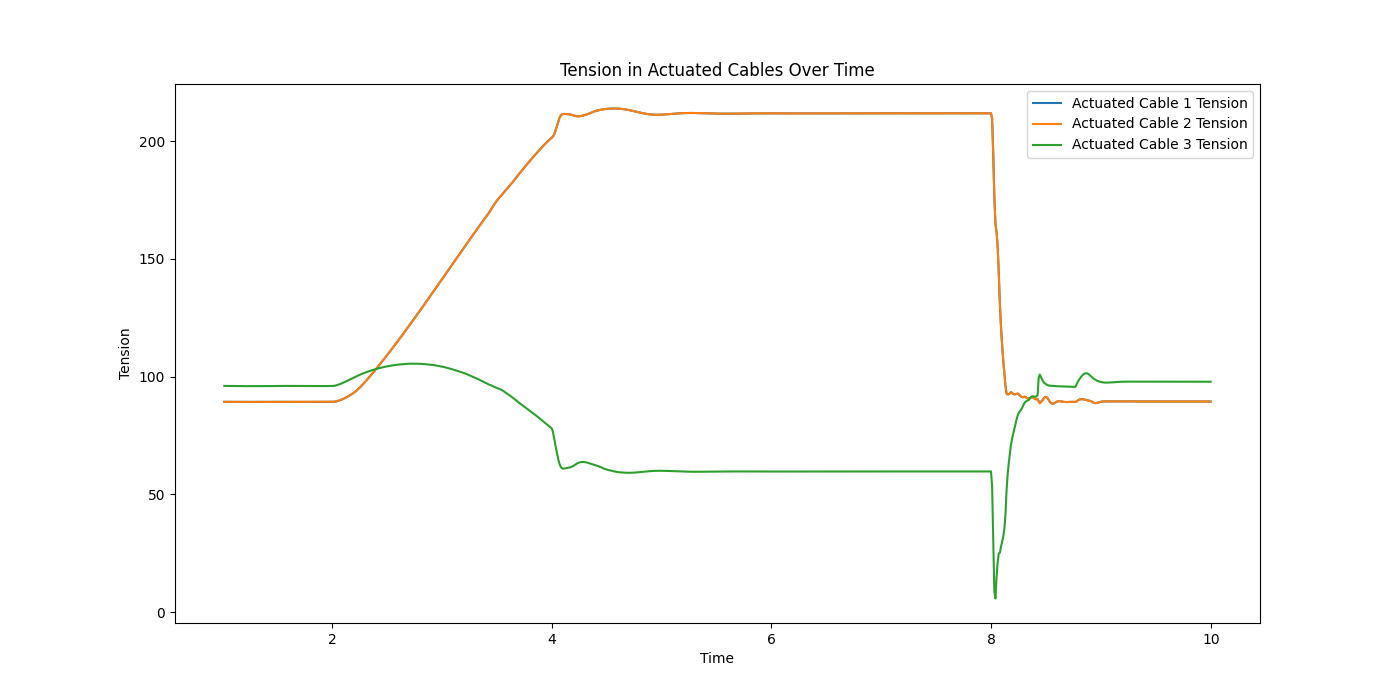 Tension in Actuated Cables Over Time
Actuated Cable 1 Tension
Actuated Cable 2 Tension
Actuated Cable 3 Tension
Tension
200
150
100
50
0
2 4 6 8 10
Time